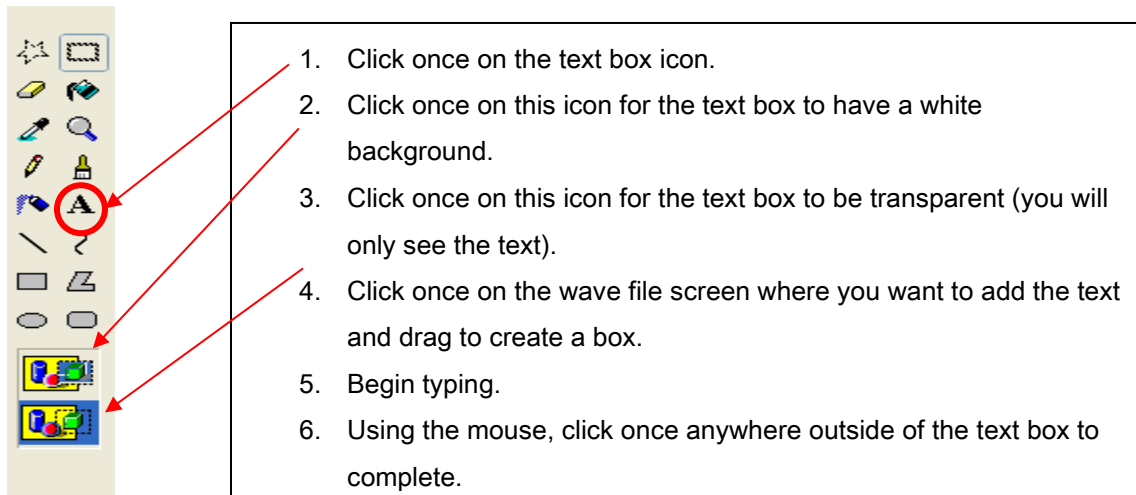 1. Click once on the text box icon.
2. Click once on this icon for the text box to have a white
background.
3. Click once on this icon for the text box to be transparent (you will
only see the text).
4. Click once on the wave file screen where you want to add the text
and drag to create a box.
5. Begin typing.
6. Using the mouse, click once anywhere outside of the text box to
complete.
A